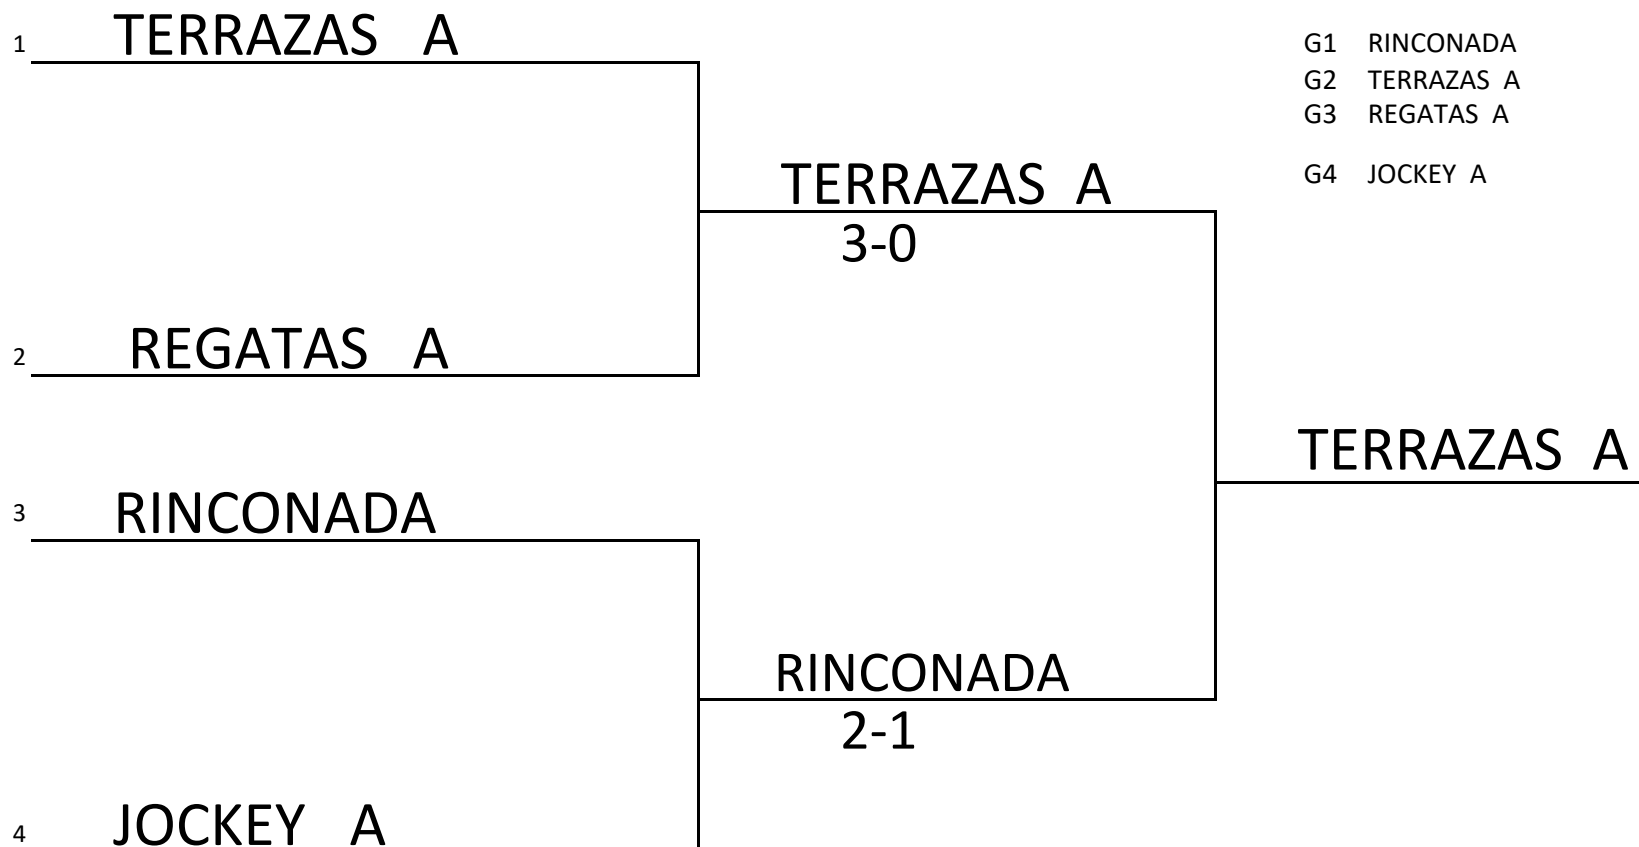 1 TERRAZAS A
G1 RINCONADA
G2 TERRAZAS A
G3 REGATAS A
TERRAZAS A
G4 JOCKEY A
3-0
2 REGATAS A
TERRAZAS A
3 RINCONADA
RINCONADA
2-1
4 JOCKEY A